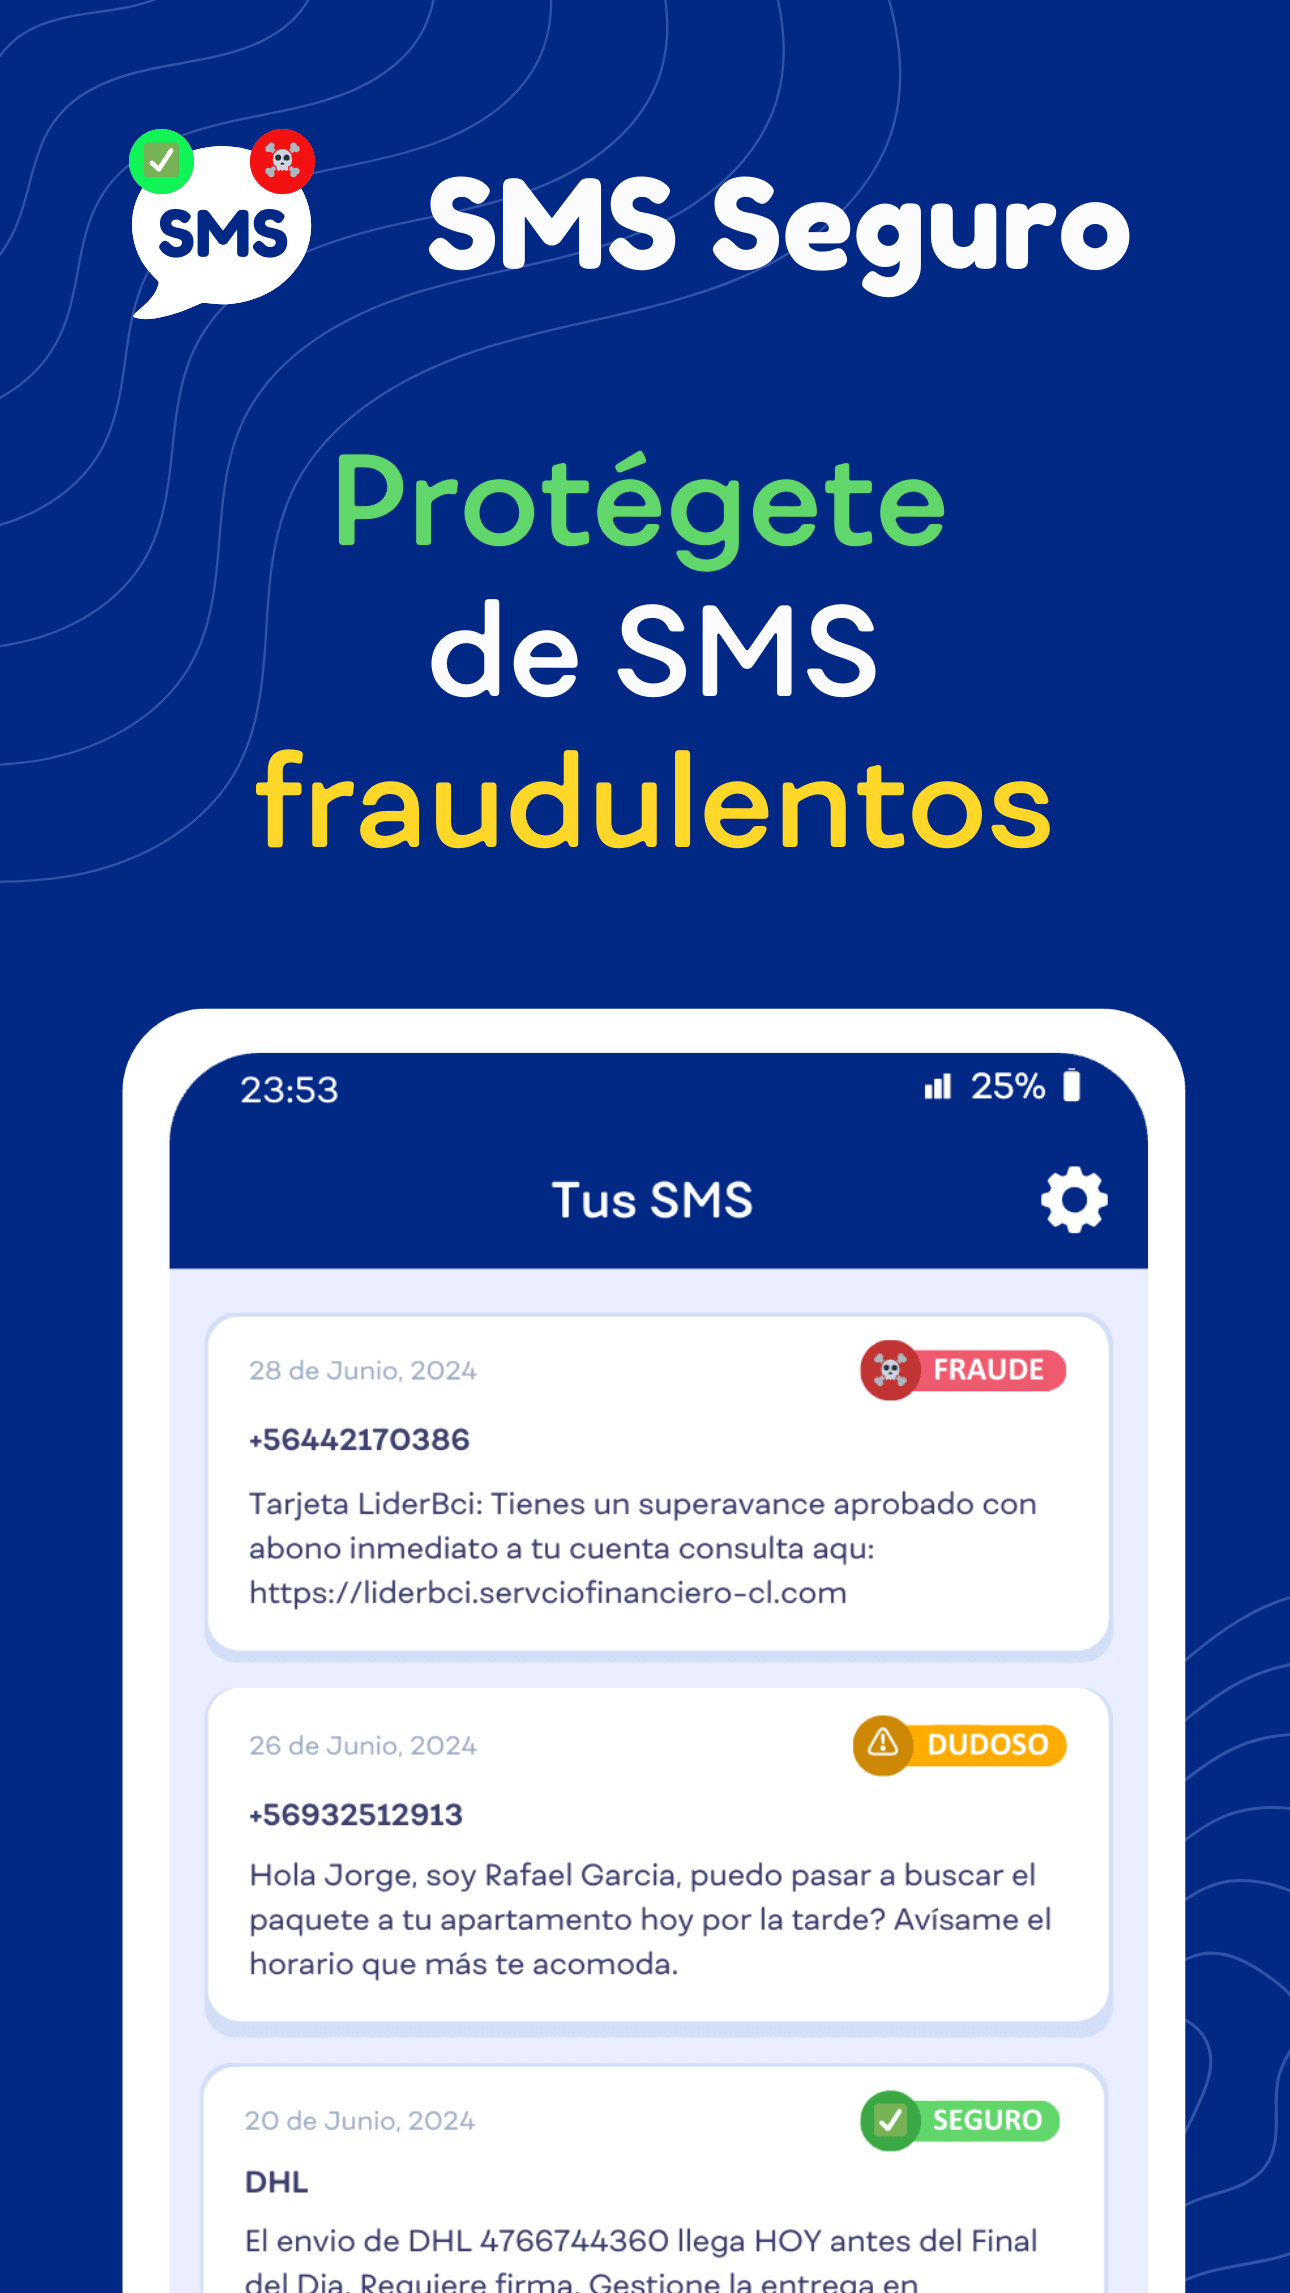 SMS
SMS Seguro
Protégete
de SMS
fraudulentos
23:53
25%
Tus SMS
28 de Junio, 2024
FRAUDE
+56442170386
Tarjeta LiderBci: Tienes un superavance aprobado con
abono inmediato a tu cuenta consulta aqu:
https://liderbci.servciofinanciero-cl.com
26 de Junio, 2024
DUDOSO
+56932512913
Hola Jorge, soy Rafael Garcia, puedo pasar a buscar el
paquete a tu apartamento hoy por la tarde? Avísame el
horario que más te acomoda.
20 de Junio, 2024
SEGURO
DHL
El envio de DHL 4766744360 llega HOY antes del Final
del Dia. Requiere firma. Gestione la entrega en